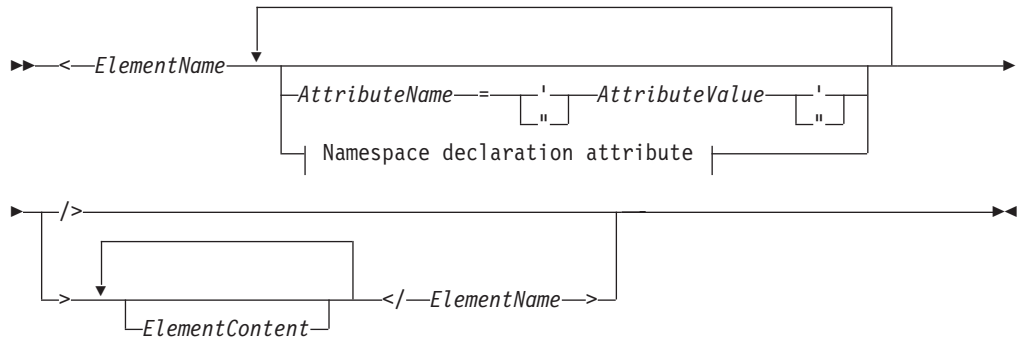 < ElementName
AttributeName = ' AttributeValue '
" "
Namespace declaration attribute
/>
> </ ElementName >
ElementContent